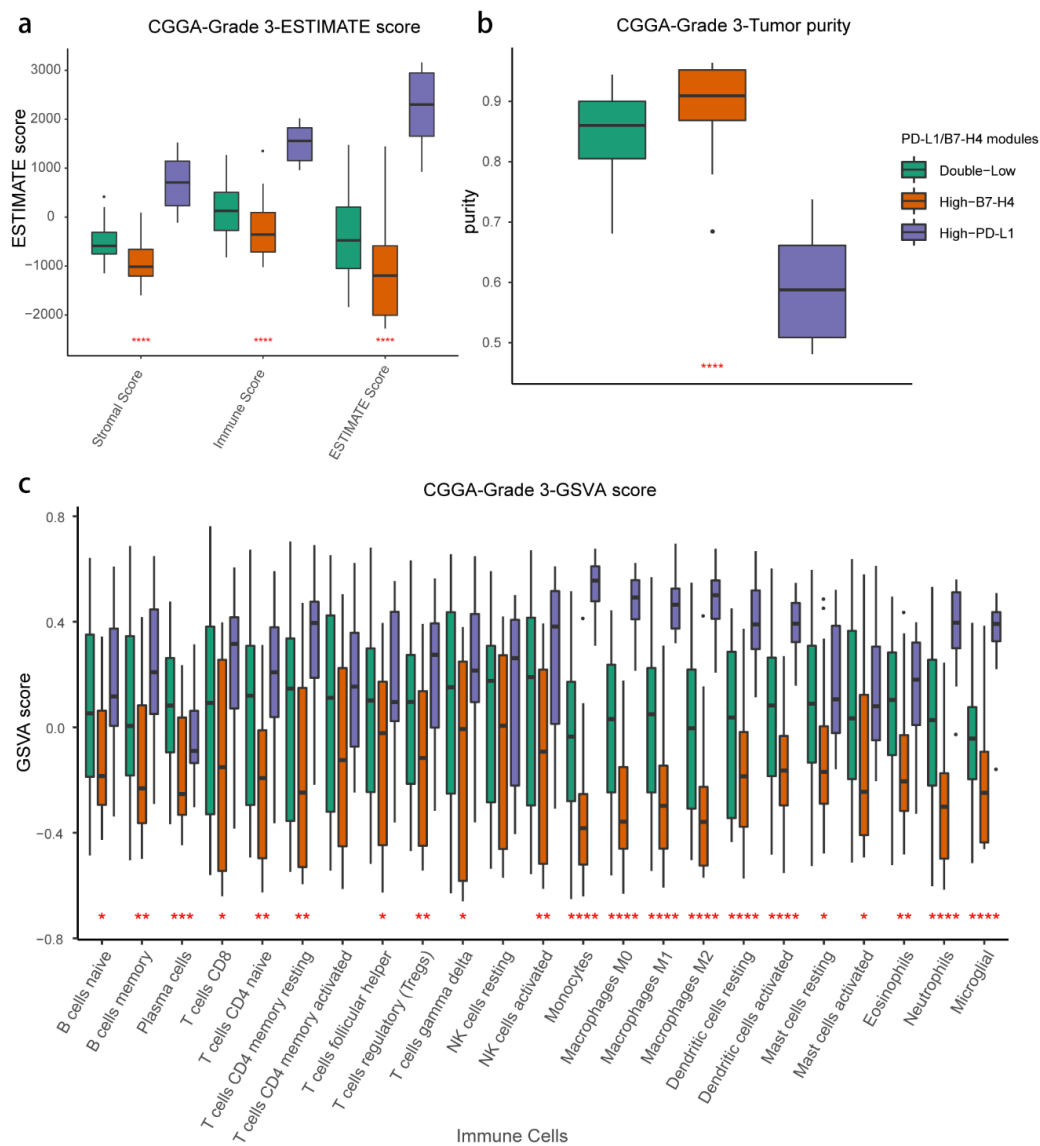 a
CGGA-Grade 3-ESTIMATE score
ESTIMATE score
3000
2000
1000
0
−1000
−2000
****
****
****
Stromal Score
Immune Score
ESTIMATE Score
b
CGGA-Grade 3-Tumor purity
purity
0.9
0.8
0.7
0.6
0.5
****
PD-L1/B7-H4 modules
Double−Low
High−B7−H4
High−PD−L1
c
CGGA-Grade 3-GSVA score
GSVA score
0.8
0.4
0.0
−0.4
−0.8
* ** *** * ** ** * ** * ** **** **** **** **** **** **** * * ** **** ****
B cells naive
B cells memory
Plasma cells
T cells CD8
T cells CD4 naive
T cells CD4 memory resting
T cells CD4 memory activated
T cells follicular helper
T cells regulatory (Tregs)
T cells gamma delta
NK cells resting
NK cells activated
Monocytes
Macrophages M0
Macrophages M1
Macrophages M2
Dendritic cells resting
Dendritic cells activated
Mast cells resting
Mast cells activated
Eosinophils
Neutrophils
Microglial
Immune Cells